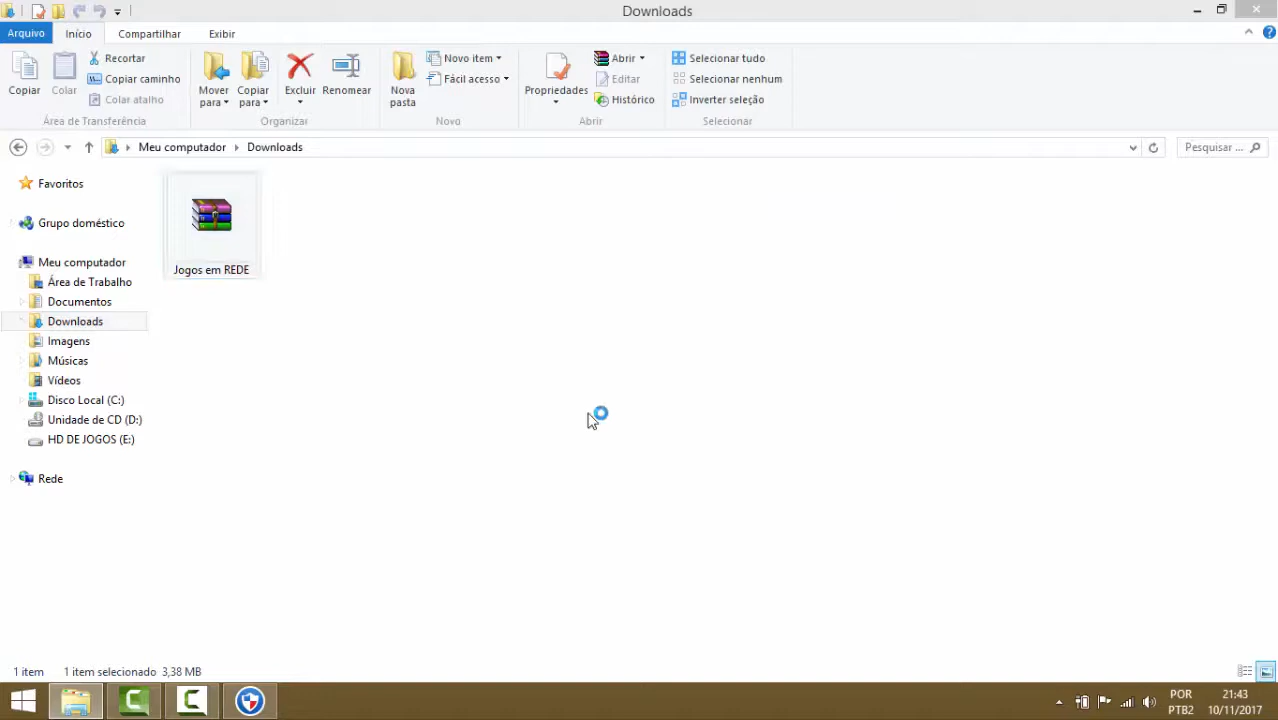 Downloads
Arquivo Início Compartilhar Exibir
Copiar
Colar
Recortar
Copiar caminho
Colar atalho
Área de Transferência
Mover para
Copiar para
Excluir
Renomear
Organizar
Nova pasta
Novo item
Fácil acesso
Novo
Propriedades
Abrir
Editar
Histórico
Abrir
Selecionar tudo
Selecionar nenhum
Inverter seleção
Selecionar
Meu computador Downloads
Pesquisar ...
Favoritos
Grupo doméstico
Meu computador
Área de Trabalho
Documentos
Downloads
Imagens
Músicas
Vídeos
Disco Local (C:)
Unidade de CD (D:)
HD DE JOGOS (E:)
Rede
Jogos em REDE
1 item 1 item selecionado 3,38 MB
POR
PTB2
21:43
10/11/2017